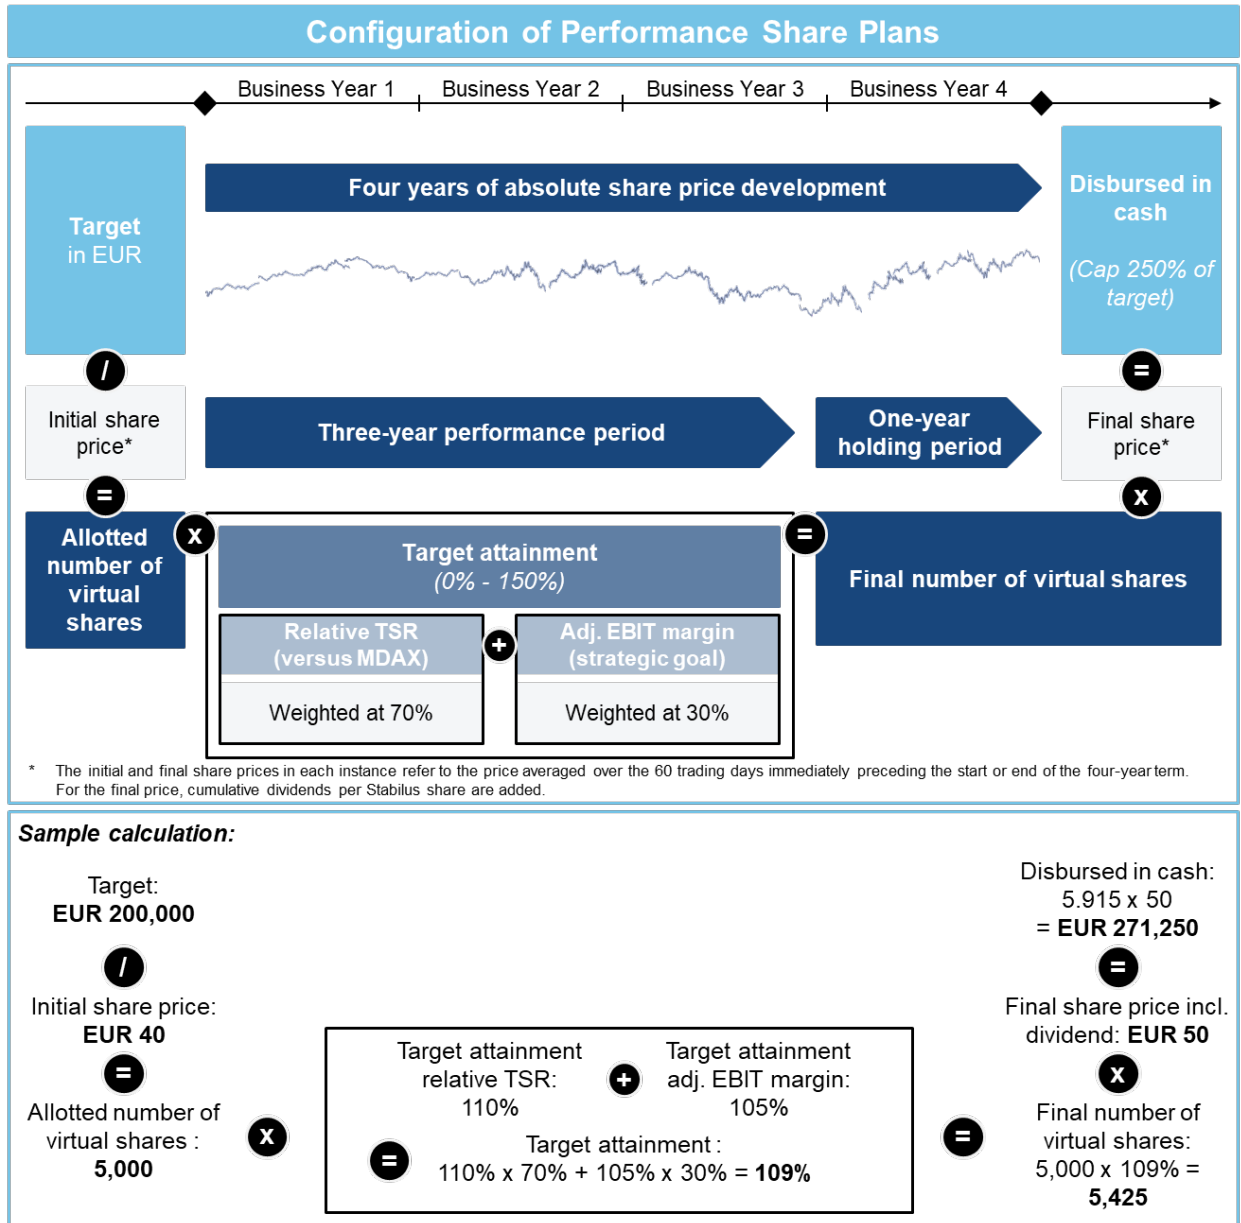 Configuration of Performance Share Plans
Business Year 1
Business Year 2
Business Year 3
Business Year 4
Target
in EUR
Four years of absolute share price development
Disbursed in
cash
(Cap 250% of
target)
/
=
Initial share
price*
Three-year performance period
One-year
holding period
Final share
price*
=
x
Allotted
number of
virtual
shares
x
Target attainment
(0% - 150%)
=
Final number of virtual shares
Relative TSR
(versus MDAX)
+
Adj. EBIT margin
(strategic goal)
Weighted at 70%
Weighted at 30%
* The initial and final share prices in each instance refer to the price averaged over the 60 trading days immediately preceding the start or end of the four-year term.
For the final price, cumulative dividends per Stabilus share are added.
Sample calculation:
Target:
EUR 200,000
/
Initial share price:
EUR 40
=
Allotted number of
virtual shares :
5,000
x
Target attainment
relative TSR:
110%
+
Target attainment
adj. EBIT margin:
105%
=
Target attainment :
110% x 70% + 105% x 30% = 109%
=
Disbursed in cash:
5.915 x 50
= EUR 271,250
=
Final share price incl.
dividend: EUR 50
x
Final number of
virtual shares:
5,000 x 109% =
5,425